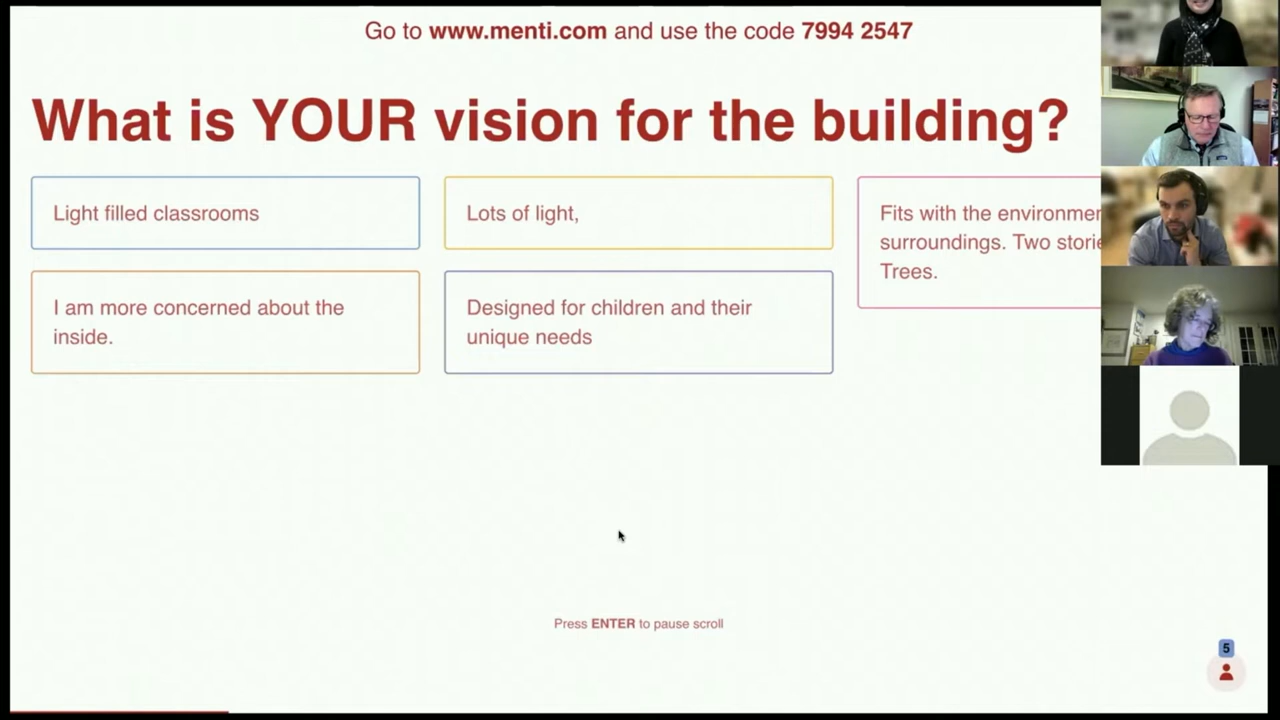 Go to www.menti.com and use the code 7994 2547
What is YOUR vision for the building?
Light filled classrooms
Lots of light,
Fits with the
surroundings. Two
Trees.
I am more concerned about the
inside.
Designed for children and their
unique needs
Press ENTER to pause scroll
5